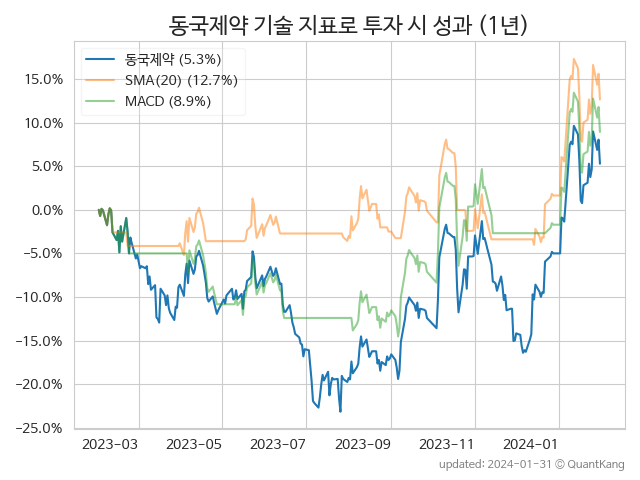 동국제약 기술 지표로 투자 시 성과 (1년)
동국제약 (5.3%)
SMA(20) (12.7%)
MACD (8.9%)
15.0%
10.0%
5.0%
0.0%
−5.0%
−10.0%
−15.0%
−20.0%
−25.0%
2023-03 2023-05 2023-07 2023-09 2023-11 2024-01
updated: 2024-01-31 © QuantKang